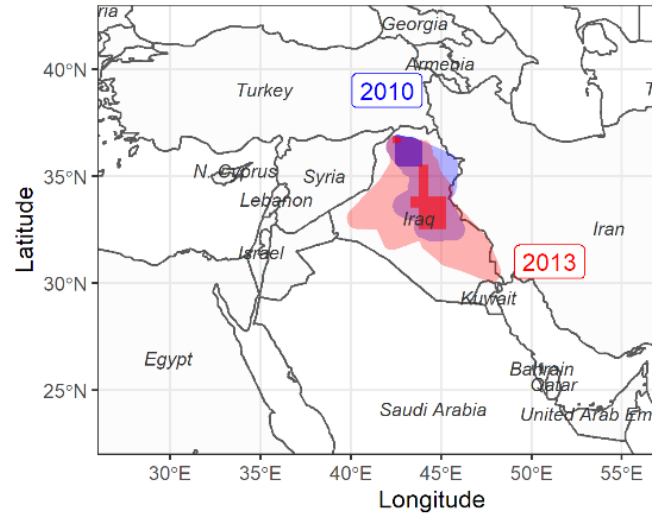 ria
Georgia
40°N
Armenia
2010
Turkey
T
N. Cyprus
Syria
35°N
Lebanon
Iraq
Iran
Israel
2013
30°N
Kuwait
Egypt
Bahrain
Qatar
25°N
Saudi Arabia
United Arab Em
30°E
35°E
40°E
45°E
50°E
55°E
Longitude
Latitude